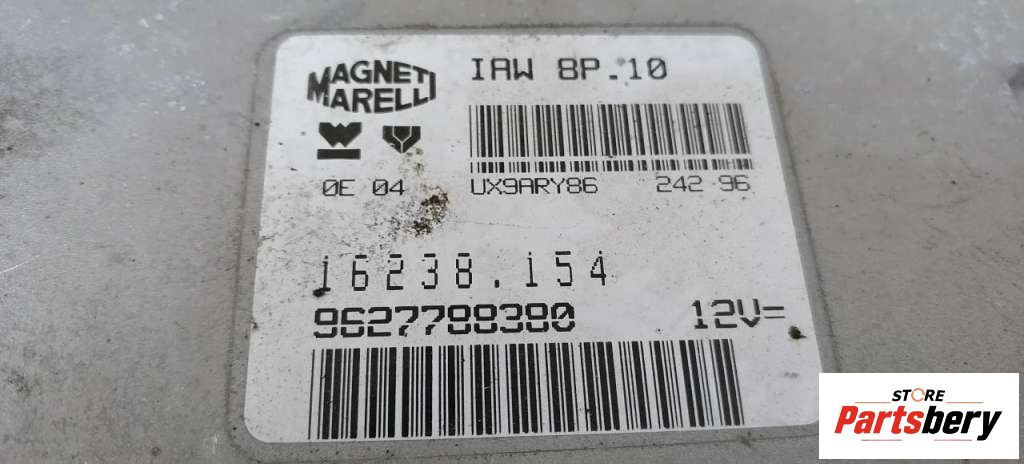 MAGNETI
MARELLI
IAW 8P.10
0E 04
UX9ARY86 242 96
16238.154
9627788380 12V=
STORE
Partsbery